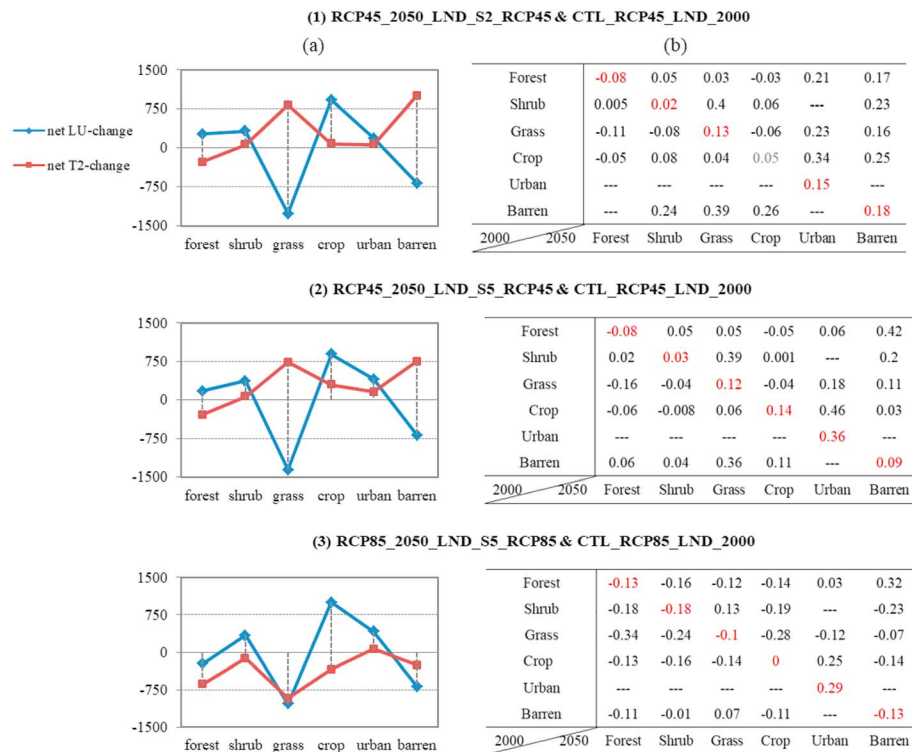 (1) RCP45_2050_LND_S2_RCP45 & CTL_RCP45_LND_2000
(a) (b)
net LU-change
net T2-change
1500
750
0
-750
-1500
forest shrub grass crop urban barren
Forest -0.08 0.05 0.03 -0.03 0.21 0.17
Shrub 0.005 0.02 0.4 0.06 --- 0.23
Grass -0.11 -0.08 0.13 -0.06 0.23 0.16
Crop -0.05 0.08 0.04 0.05 0.34 0.25
Urban --- --- --- --- 0.15 ---
Barren --- 0.24 0.39 0.26 --- 0.18
2000 2050 Forest Shrub Grass Crop Urban Barren
(2) RCP45_2050_LND_S5_RCP45 & CTL_RCP45_LND_2000
1500
750
0
-750
-1500
forest shrub grass crop urban barren
Forest -0.08 0.05 0.05 -0.05 0.06 0.42
Shrub 0.02 0.03 0.39 0.001 --- 0.2
Grass -0.16 -0.04 0.12 -0.04 0.18 0.11
Crop -0.06 -0.008 0.06 0.14 0.46 0.03
Urban --- --- --- --- 0.36 ---
Barren 0.06 0.04 0.36 0.11 --- 0.09
2000 2050 Forest Shrub Grass Crop Urban Barren
(3) RCP85_2050_LND_S5_RCP85 & CTL_RCP85_LND_2000
1500
750
0
-750
-1500
forest shrub grass crop urban barren
Forest -0.13 -0.16 -0.12 -0.14 0.03 0.32
Shrub -0.18 -0.18 0.13 -0.19 --- -0.23
Grass -0.34 -0.24 -0.1 -0.28 -0.12 -0.07
Crop -0.13 -0.16 -0.14 0 0.25 -0.14
Urban --- --- --- --- 0.29 ---
Barren -0.11 -0.01 0.07 -0.11 --- -0.13
2000 2050 Forest Shrub Grass Crop Urban Barren